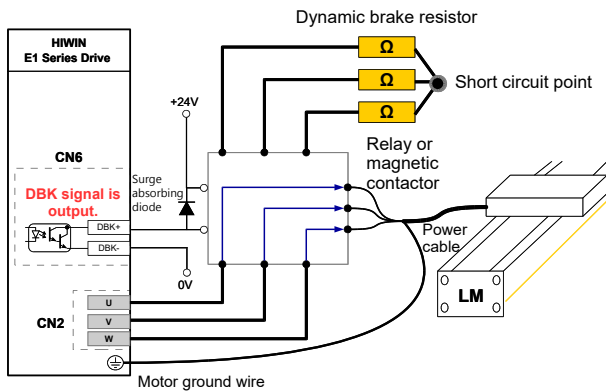 Dynamic brake resistor
HIWIN
E1 Series Drive
Ω
Ω
Ω
Short circuit point
+24V
CN6
Surge
absorbing
diode
DBK signal is
output.
DBK+
DBK-
0V
Relay or
magnetic
contactor
Power
cable
LM
CN2
U
V
W
Motor ground wire